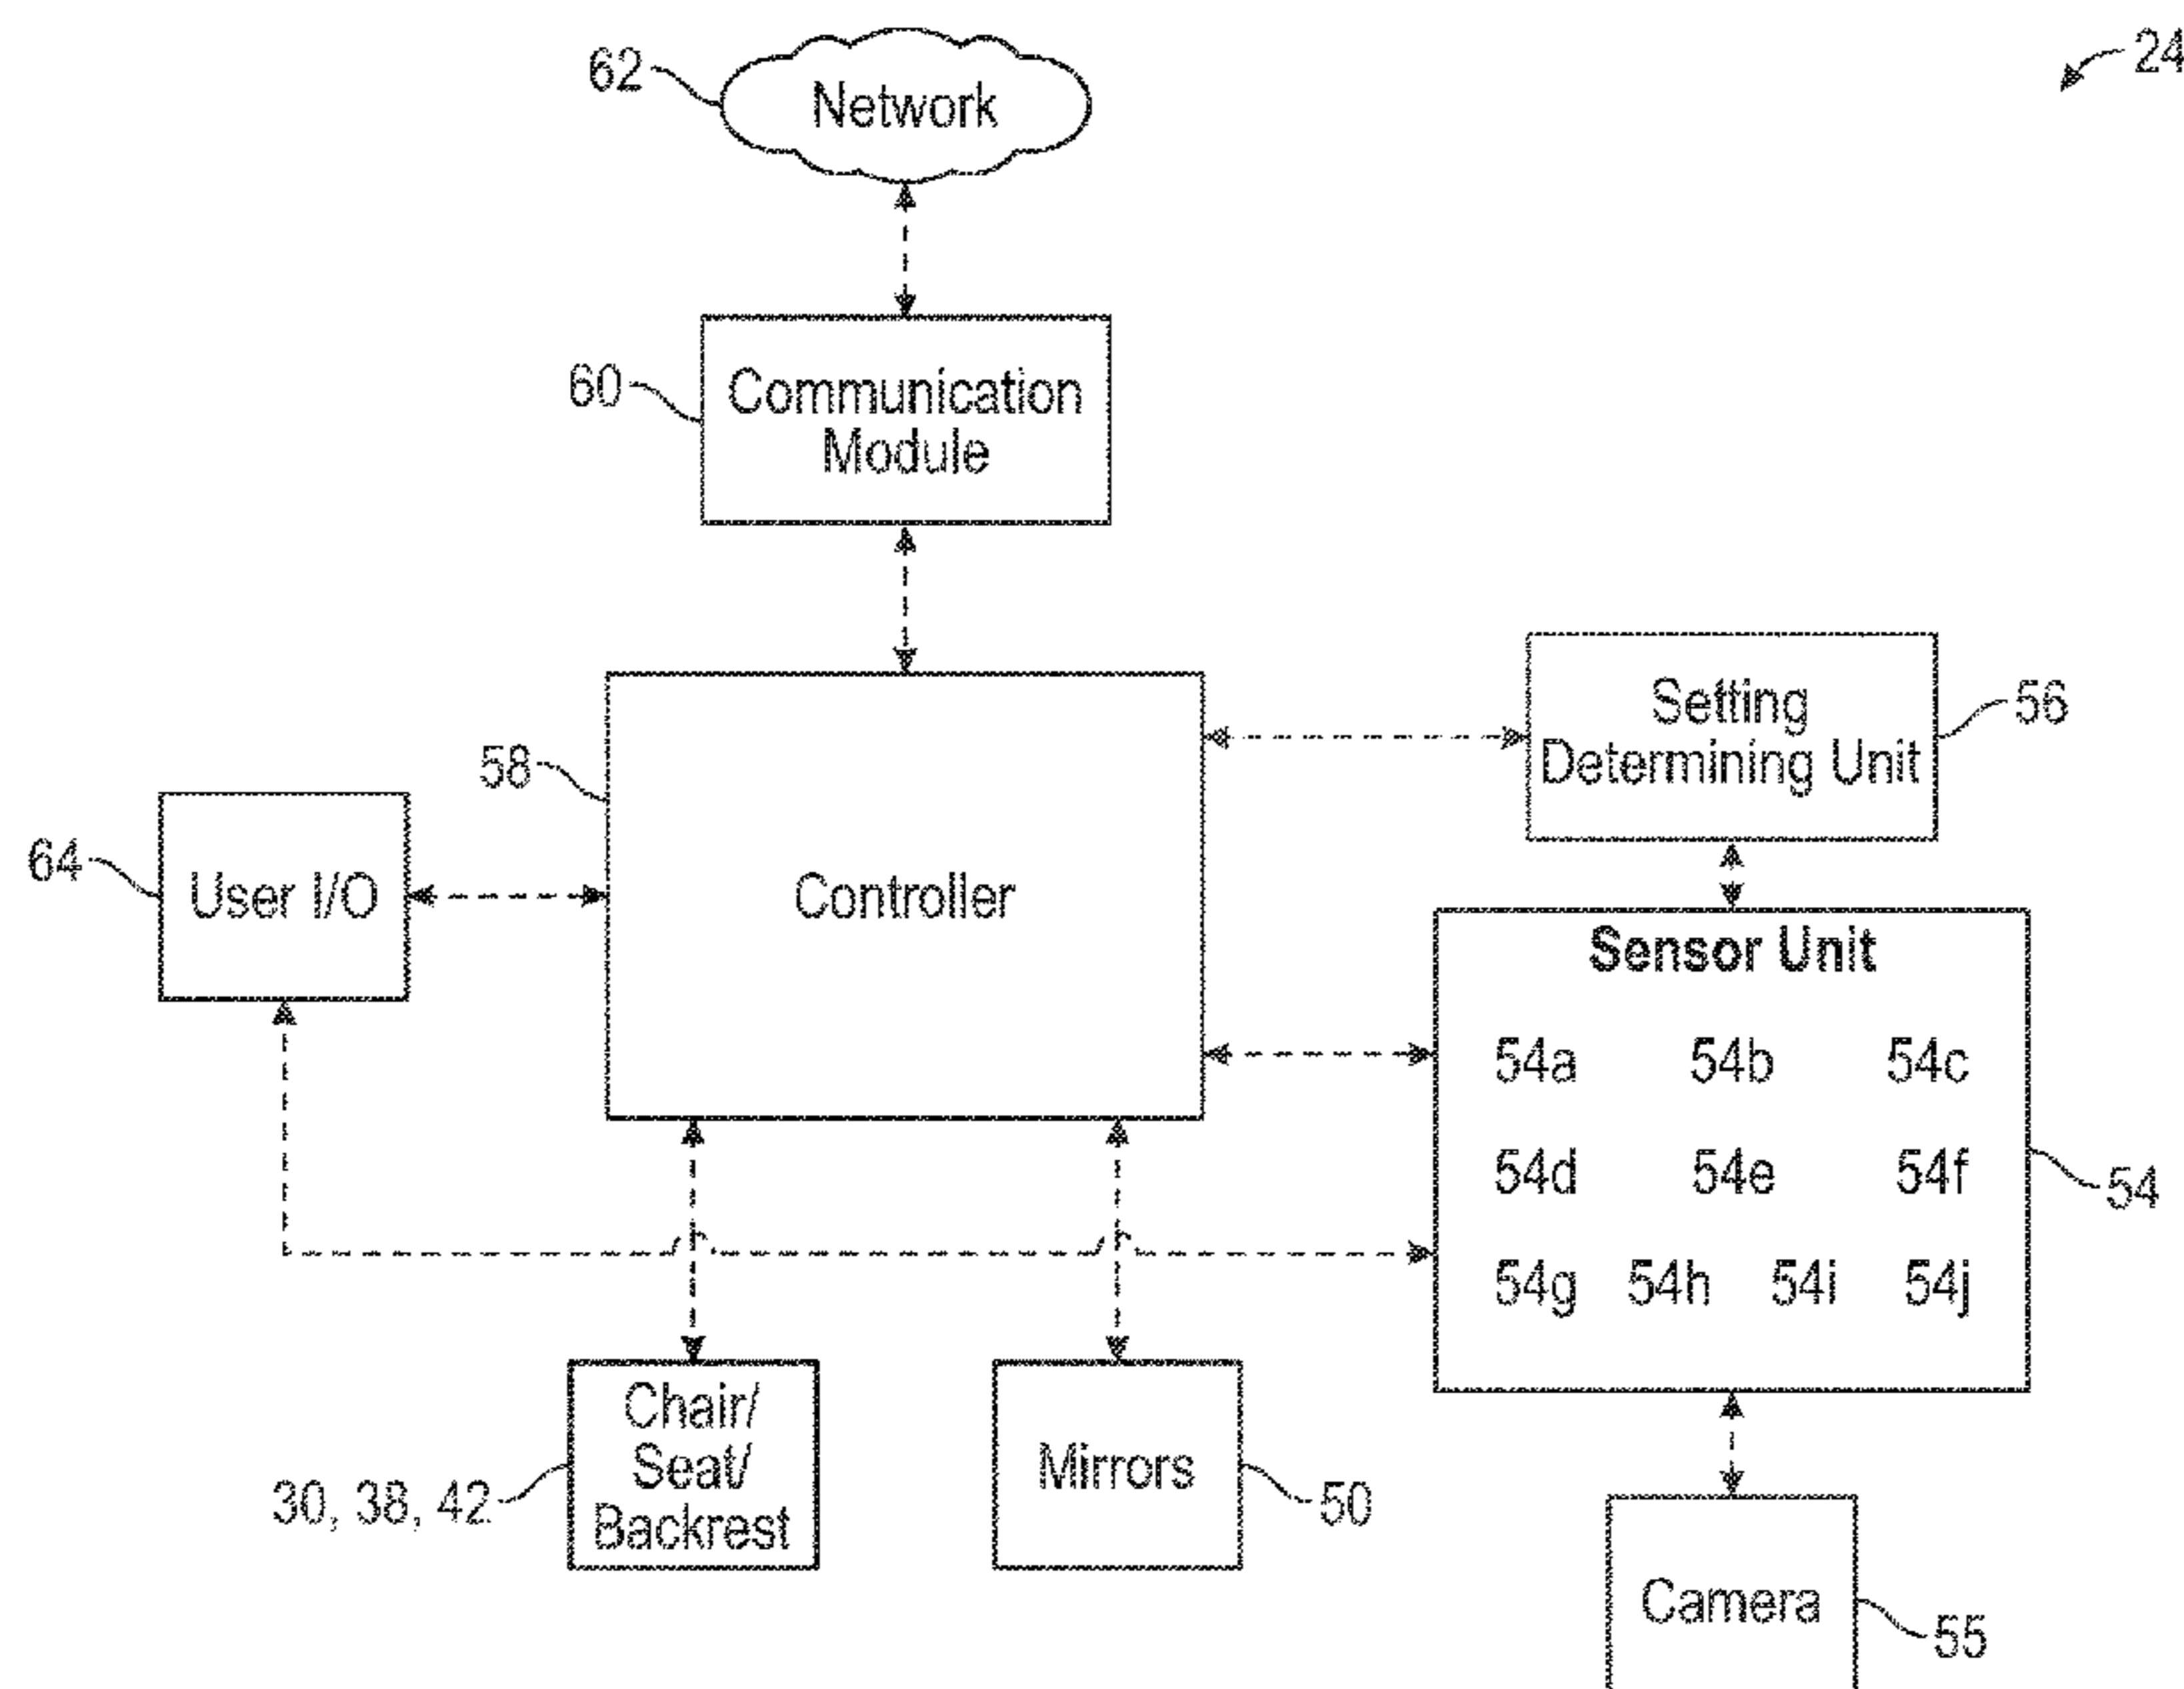 24
62
Network
60
Communication
Module
58
Controller
Setting
Determining Unit
56
64
User I/O
Sensor Unit
54a 54b 54c
54d 54e 54f
54g 54h 54i 54j
54
Chair/
Seat/
Backrest
30, 38, 42
Mirrors
50
Camera
55